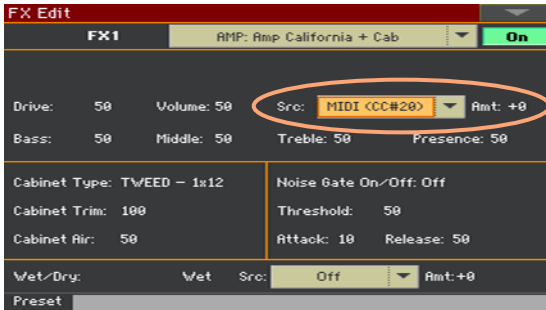 FX Edit
FX1 AMP: Amp California + Cab On
Drive: 50 Volume: 50 Src: MIDI (CC#20) Amt: +0
Bass: 50 Middle: 50 Treble: 50 Presence: 50
Cabinet Type: TWEED - 1x12 Noise Gate On/Off: Off
Cabinet Trim: 100 Threshold: 50
Cabinet Air: 50 Attack: 10 Release: 50
Wet/Dry: Wet Src: Off Amt:+0
Preset